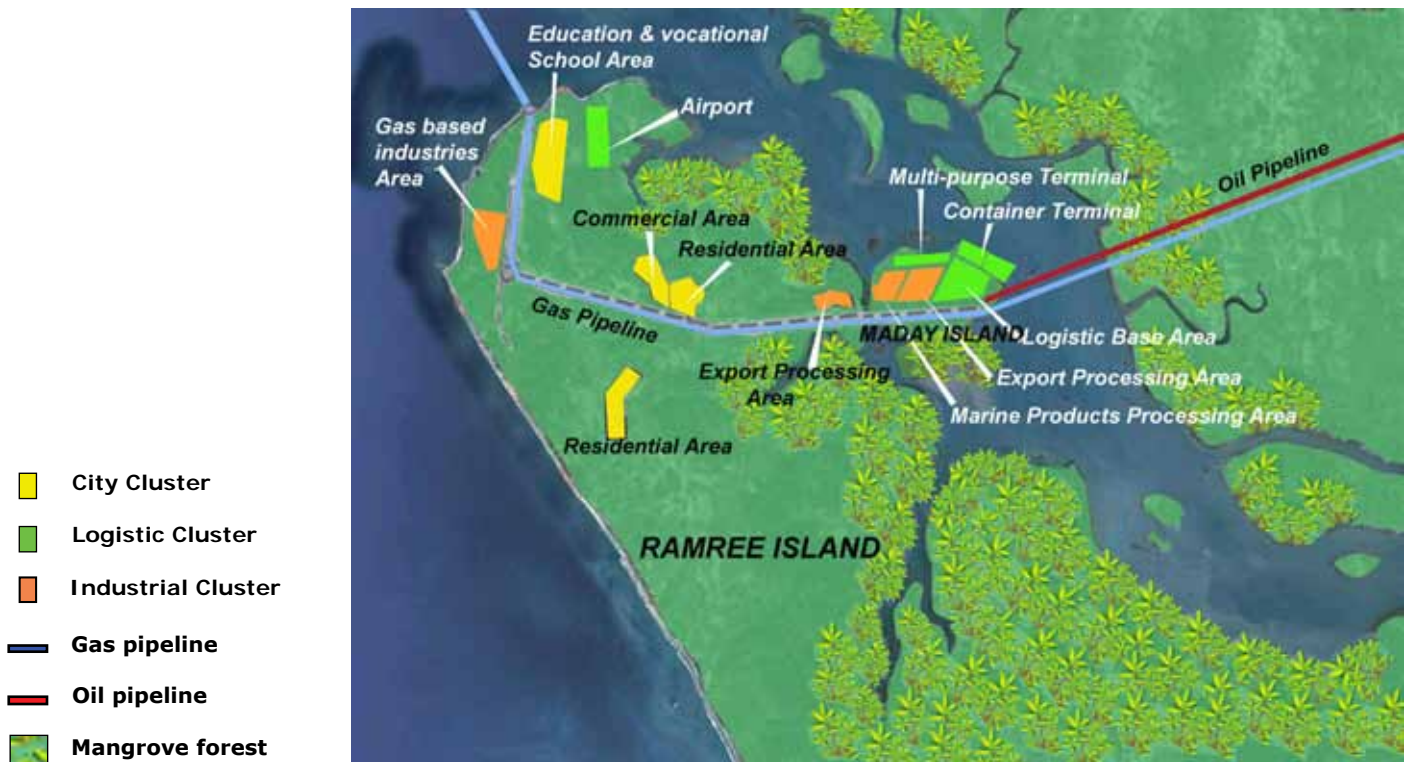 Education & vocational
School Area
Airport
Gas based
industries
Area
Multi-purpose Terminal
Oil Pipeline
Container Terminal
Commercial Area
Residential Area
Gas Pipeline
MADAY ISLAND
Logistic Base Area
Export Processing
Area
Export Processing Area
Marine Products Processing Area
Residential Area
RAMREE ISLAND
City Cluster
Logistic Cluster
Industrial Cluster
Gas pipeline
Oil pipeline
Mangrove forest